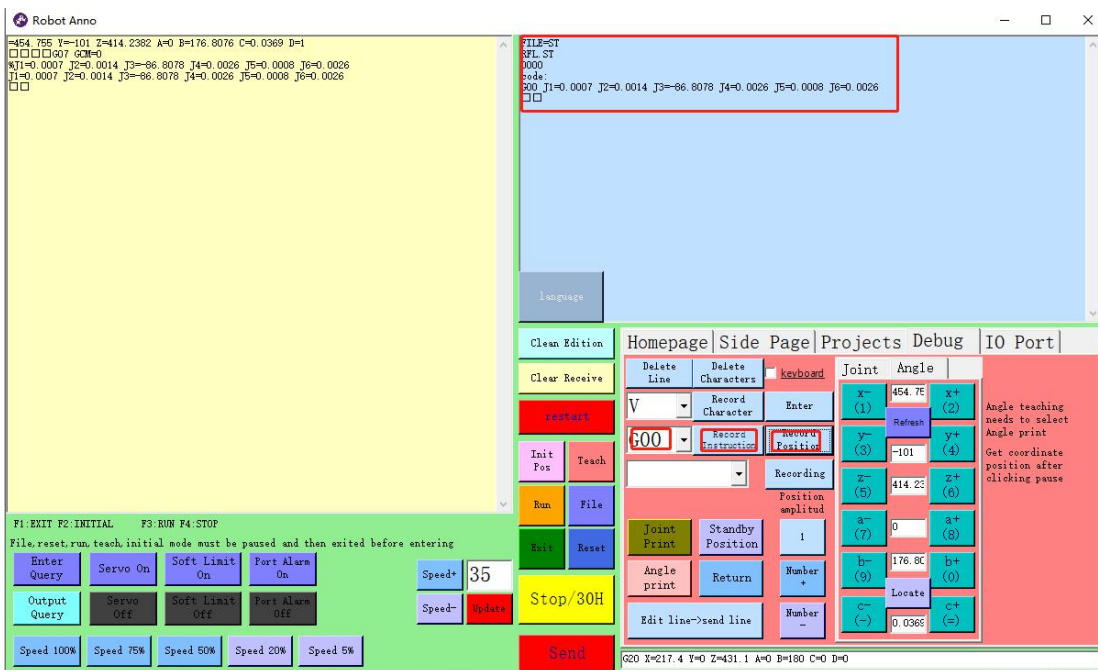 Robot Anno
=454.755 Y=-101 Z=414.2382 A=0 B=176.8076 C=0.0369 D=1
□□□□G07 GCM=0
%J1=0.0007 J2=0.0014 J3=-86.8078 J4=0.0026 J5=0.0008 J6=0.0026
J1=0.0007 J2=0.0014 J3=-86.8078 J4=0.0026 J5=0.0008 J6=0.0026
□□
FILE=ST
RFL.ST
0000
code:
G00 J1=0.0007 J2=0.0014 J3=-86.8078 J4=0.0026 J5=0.0008 J6=0.0026
□□
language
Clean Edition
Clear Receive
restart
Init Pos
Teach
Run
File
Exit
Reset
Stop/30H
Send
Homepage
Side Page
Projects
Debug
IO Port
Delete Line
Delete Characters
keyboard
V
Record Character
Enter
G00
Record Instruction
Record Position
Recording
Position amplitud
Joint Print
Standby Position
1
Angle print
Return
Number +
Edit line->send line
Number -
Joint
Angle
x- (1)
454.75
x+ (2)
Refresh
y- (3)
-101
y+ (4)
z- (5)
414.23
z+ (6)
a- (7)
0
a+ (8)
b- (9)
176.80
b+ (0)
Locate
c- (-)
0.0369
c+ (=)
Angle teaching
needs to select
Angle print
Get coordinate
position after
clicking pause
F1:EXIT F2:INITIAL F3:RUN F4:STOP
File, reset, run, teach, initial mode must be paused and then exited before entering
Enter Query
Servo On
Soft Limit On
Port Alarm On
Speed+
35
Output Query
Servo Off
Soft Limit Off
Port Alarm Off
Speed-
Update
Speed 100%
Speed 75%
Speed 50%
Speed 20%
Speed 5%
G20 X=217.4 Y=0 Z=431.1 A=0 B=180 C=0 D=0